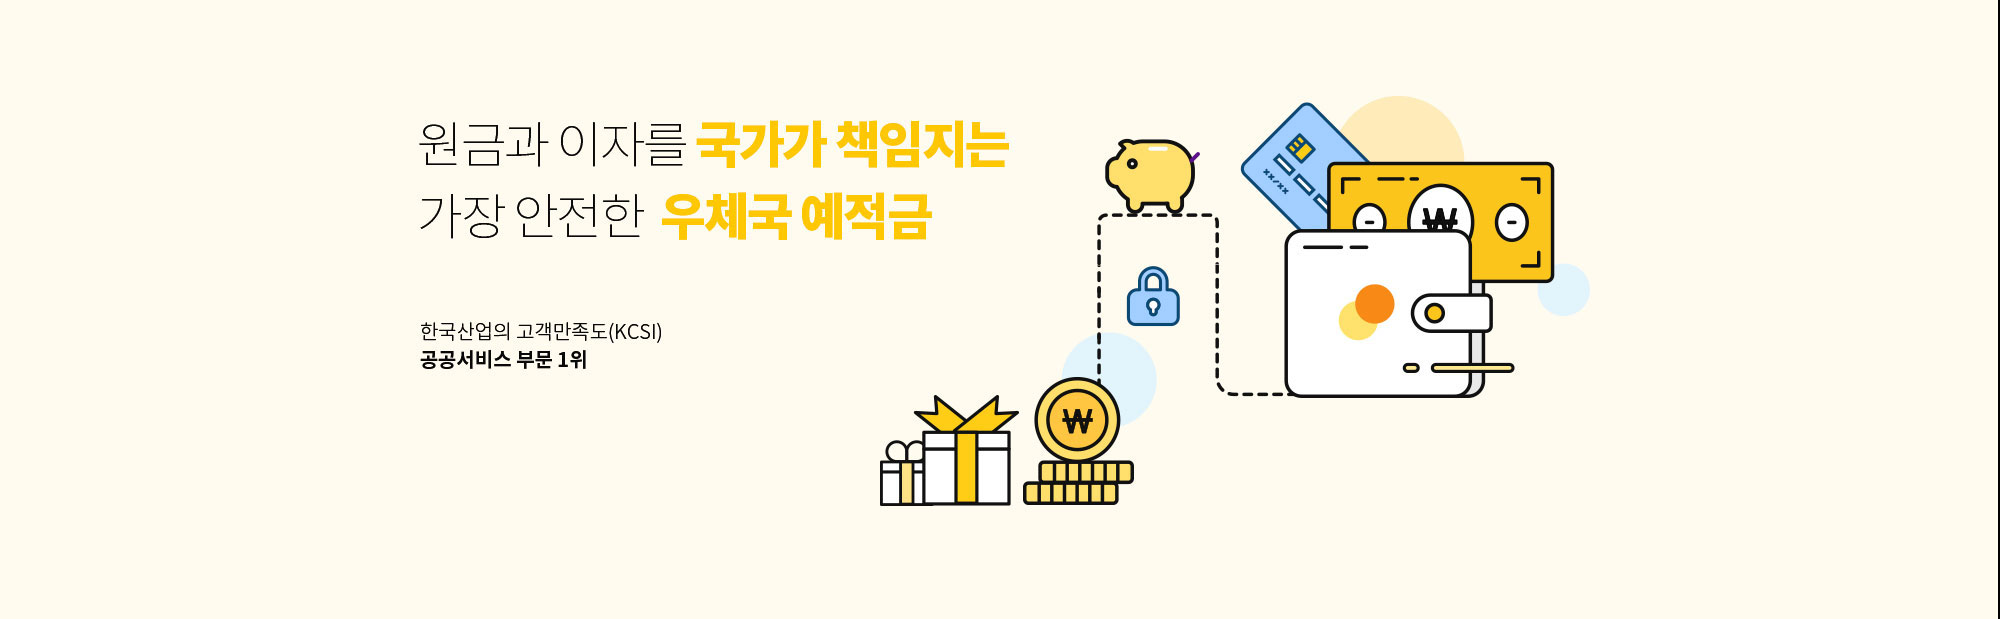 원금과 이자를 국가가 책임지는
가장 안전한 우체국 예적금
한국산업의 고객만족도(KCSI)
공공서비스 부문 1위
₩
₩